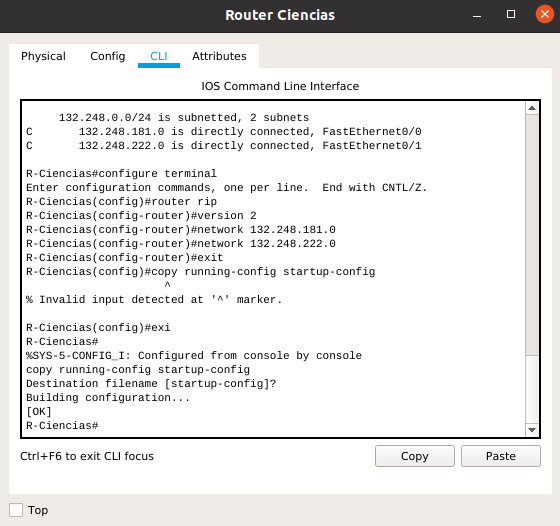 Router Ciencias
Physical Config CLI Attributes
IOS Command Line Interface
132.248.0.0/24 is subnetted, 2 subnets
C       132.248.181.0 is directly connected, FastEthernet0/0
C       132.248.222.0 is directly connected, FastEthernet0/1
R-Ciencias#configure terminal
Enter configuration commands, one per line.  End with CNTL/Z.
R-Ciencias(config)#router rip
R-Ciencias(config-router)#version 2
R-Ciencias(config-router)#network 132.248.181.0
R-Ciencias(config-router)#network 132.248.222.0
R-Ciencias(config-router)#exit
R-Ciencias(config)#copy running-config startup-config
^
% Invalid input detected at '^' marker.
R-Ciencias(config)#exi
R-Ciencias#
%SYS-5-CONFIG_I: Configured from console by console
copy running-config startup-config
Destination filename [startup-config]?
Building configuration...
[OK]
R-Ciencias#
Ctrl+F6 to exit CLI focus
Copy Paste
Top